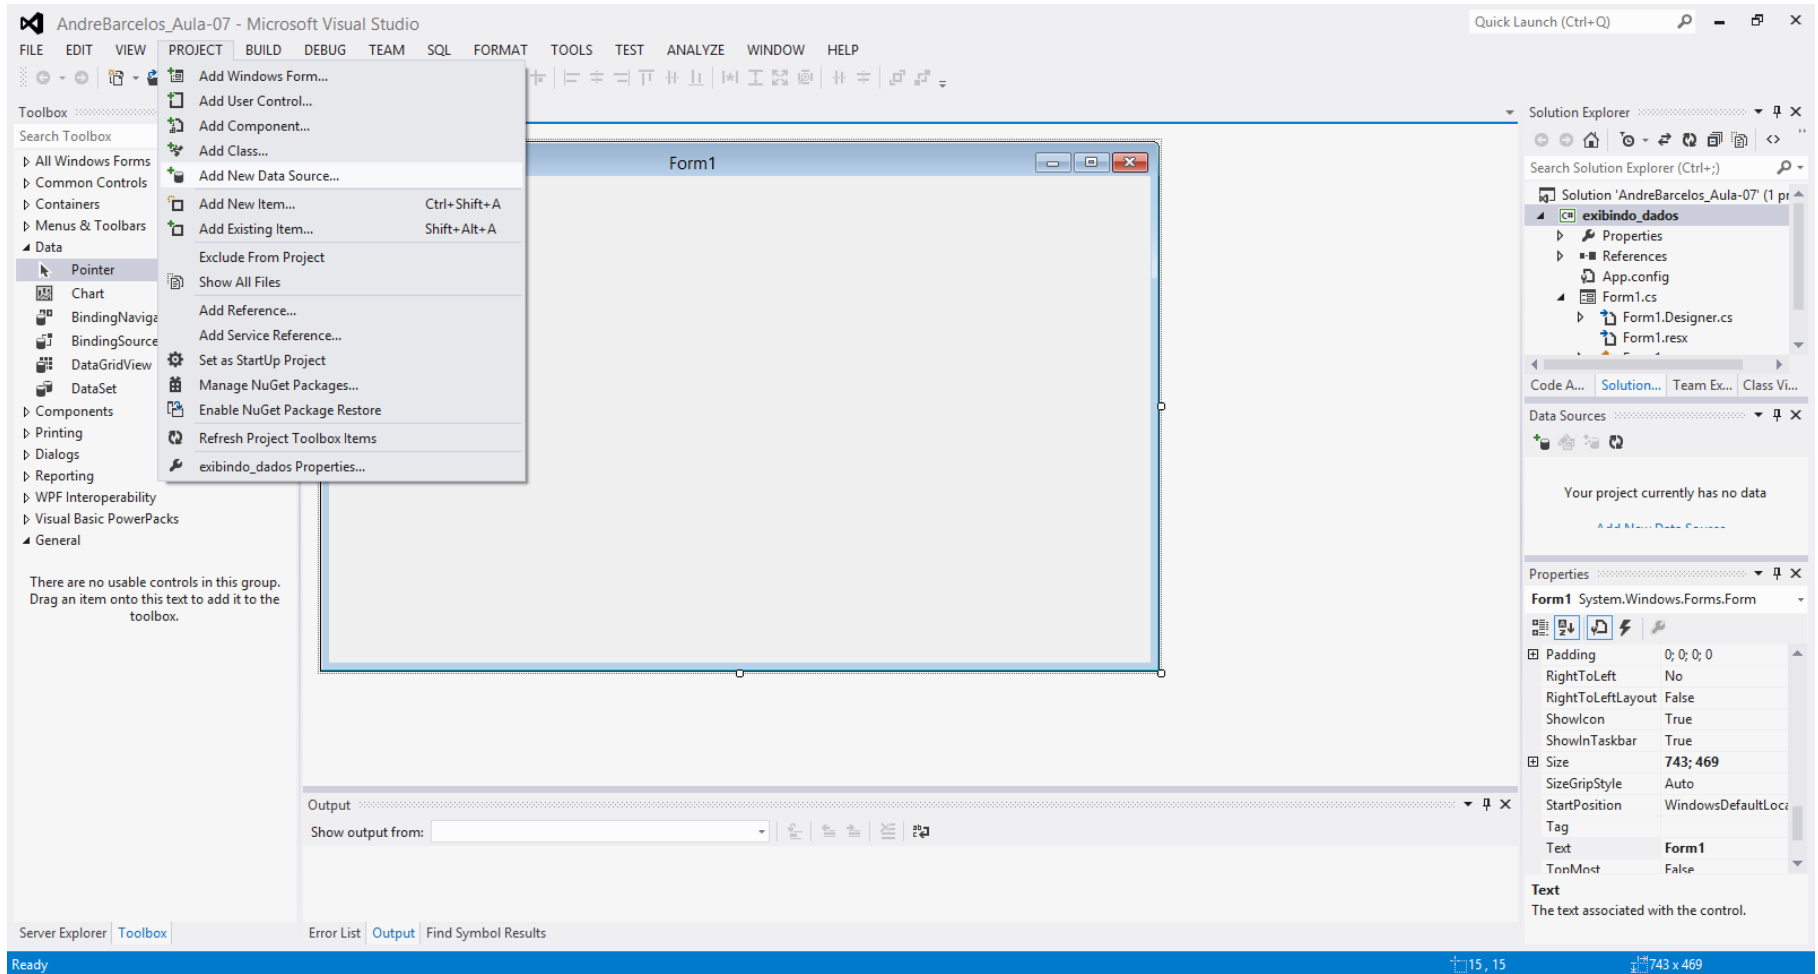 AndreBarcelos_Aula-07 - Microsoft Visual Studio
Quick Launch (Ctrl+Q)
FILE EDIT VIEW PROJECT BUILD DEBUG TEAM SQL FORMAT TOOLS TEST ANALYZE WINDOW HELP
Add Windows Form...
Add User Control...
Add Component...
Add Class...
Add New Data Source...
Add New Item... Ctrl+Shift+A
Add Existing Item... Shift+Alt+A
Exclude From Project
Show All Files
Add Reference...
Add Service Reference...
Set as StartUp Project
Manage NuGet Packages...
Enable NuGet Package Restore
Refresh Project Toolbox Items
exibindo_dados Properties...
Toolbox
Search Toolbox
All Windows Forms
Common Controls
Containers
Menus & Toolbars
Data
Pointer
Chart
BindingNaviga
BindingSource
DataGridView
DataSet
Components
Printing
Dialogs
Reporting
WPF Interoperability
Visual Basic PowerPacks
General
There are no usable controls in this group.
Drag an item onto this text to add it to the
toolbox.
Server Explorer Toolbox
Form1
Output
Show output from:
Error List Output Find Symbol Results
Solution Explorer
Search Solution Explorer (Ctrl+;)
Solution 'AndreBarcelos_Aula-07' (1 pr
exibindo_dados
Properties
References
App.config
Form1.cs
Form1.Designer.cs
Form1.resx
Code A... Solution... Team Ex... Class Vi...
Data Sources
Your project currently has no data
Add New Data Source
Properties
Form1 System.Windows.Forms.Form
Padding 0; 0; 0; 0
RightToLeft No
RightToLeftLayout False
ShowIcon True
ShowInTaskbar True
Size 743; 469
SizeGripStyle Auto
StartPosition WindowsDefaultLoca
Tag
Text Form1
TopMost False
Text
The text associated with the control.
Ready
15 , 15
743 x 469